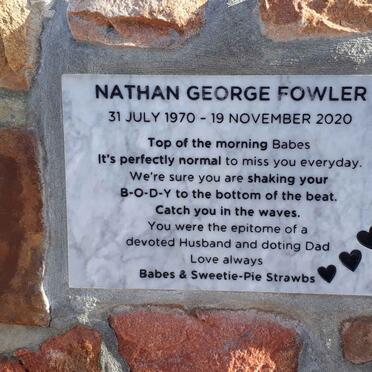 NATHAN GEORGE FOWLER
31 JULY 1970 - 19 NOVEMBER 2020
Top of the morning Babes
It's perfectly normal to miss you everyday.
We're sure you are shaking your
B-O-D-Y to the bottom of the beat.
Catch you in the waves.
You were the epitome of a
devoted Husband and doting Dad
Love always
Babes & Sweetie-Pie Strawbs